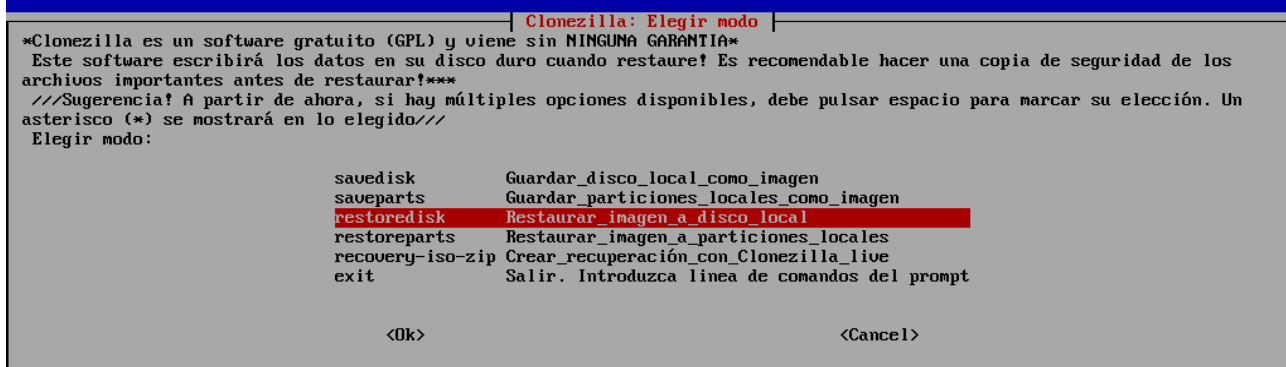 Clonezilla: Elegir modo
*Clonezilla es un software gratuito (GPL) y viene sin NINGUNA GARANTIA*
Este software escribirá los datos en su disco duro cuando restaure! Es recomendable hacer una copia de seguridad de los
archivos importantes antes de restaurar!***
///Sugerencia! A partir de ahora, si hay múltiples opciones disponibles, debe pulsar espacio para marcar su elección. Un
asterisco (*) se mostrará en lo elegido///
Elegir modo:
savedisk Guardar_disco_local_como_imagen
saveparts Guardar_particiones_locales_como_imagen
restoredisk Restaurar_imagen_a_disco_local
restoreparts Restaurar_imagen_a_particiones_locales
recovery-iso-zip Crear_recuperación_con_Clonezilla_live
exit Salir. Introduzca linea de comandos del prompt
<Ok> <Cancel>